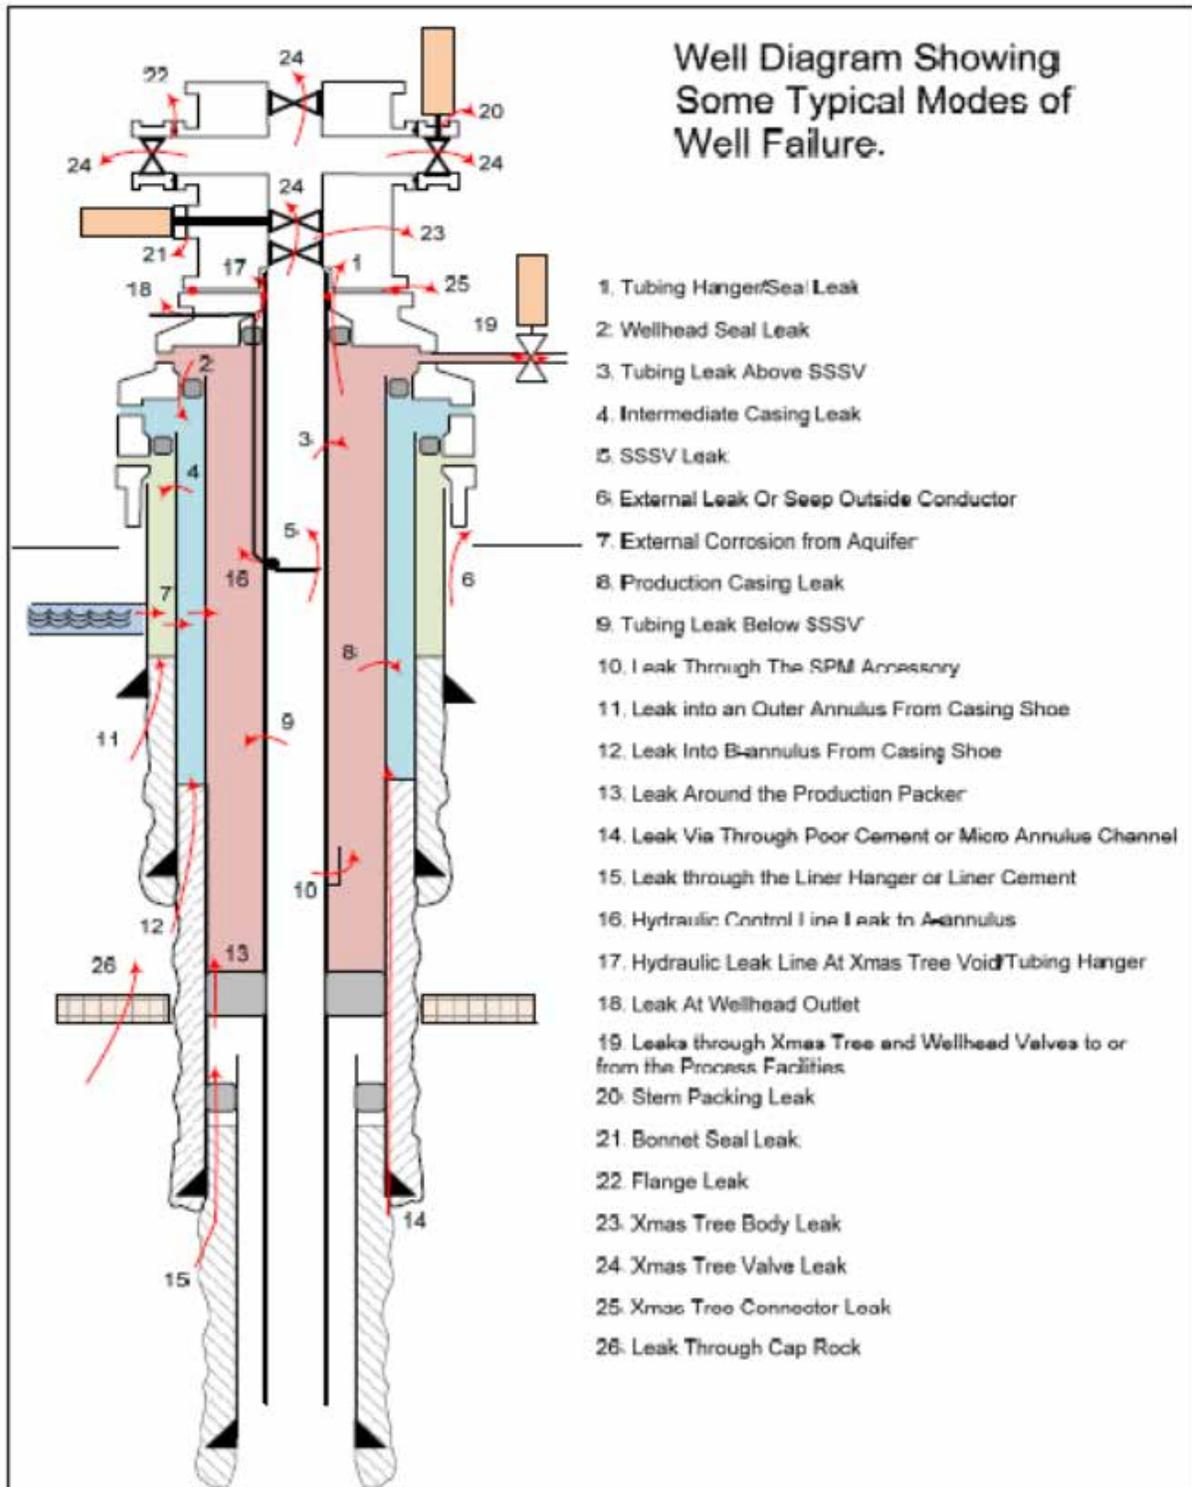 Well Diagram Showing
Some Typical Modes of
Well Failure.
24
22
20
24
24
24
23
21
17
1
25
18
19
2
3
4
5
16
6
7
8
9
11
10
12
13
26
14
15
1. Tubing Hanger/Seal Leak
2. Wellhead Seal Leak
3. Tubing Leak Above SSSV
4. Intermediate Casing Leak
5. SSSV Leak
6. External Leak Or Seep Outside Conductor
7. External Corrosion from Aquifer
8. Production Casing Leak
9. Tubing Leak Below SSSV
10. Leak Through The SPM Accessory
11. Leak into an Outer Annulus From Casing Shoe
12. Leak Into B-annulus From Casing Shoe
13. Leak Around the Production Packer
14. Leak Via Through Poor Cement or Micro Annulus Channel
15. Leak through the Liner Hanger or Liner Cement
16. Hydraulic Control Line Leak to A-annulus
17. Hydraulic Leak Line At Xmas Tree Void/Tubing Hanger
18. Leak At Wellhead Outlet
19. Leaks through Xmas Tree and Wellhead Valves to or
from the Process Facilities
20. Stem Packing Leak
21. Bonnet Seal Leak
22. Flange Leak
23. Xmas Tree Body Leak
24. Xmas Tree Valve Leak
25. Xmas Tree Connector Leak
26. Leak Through Cap Rock